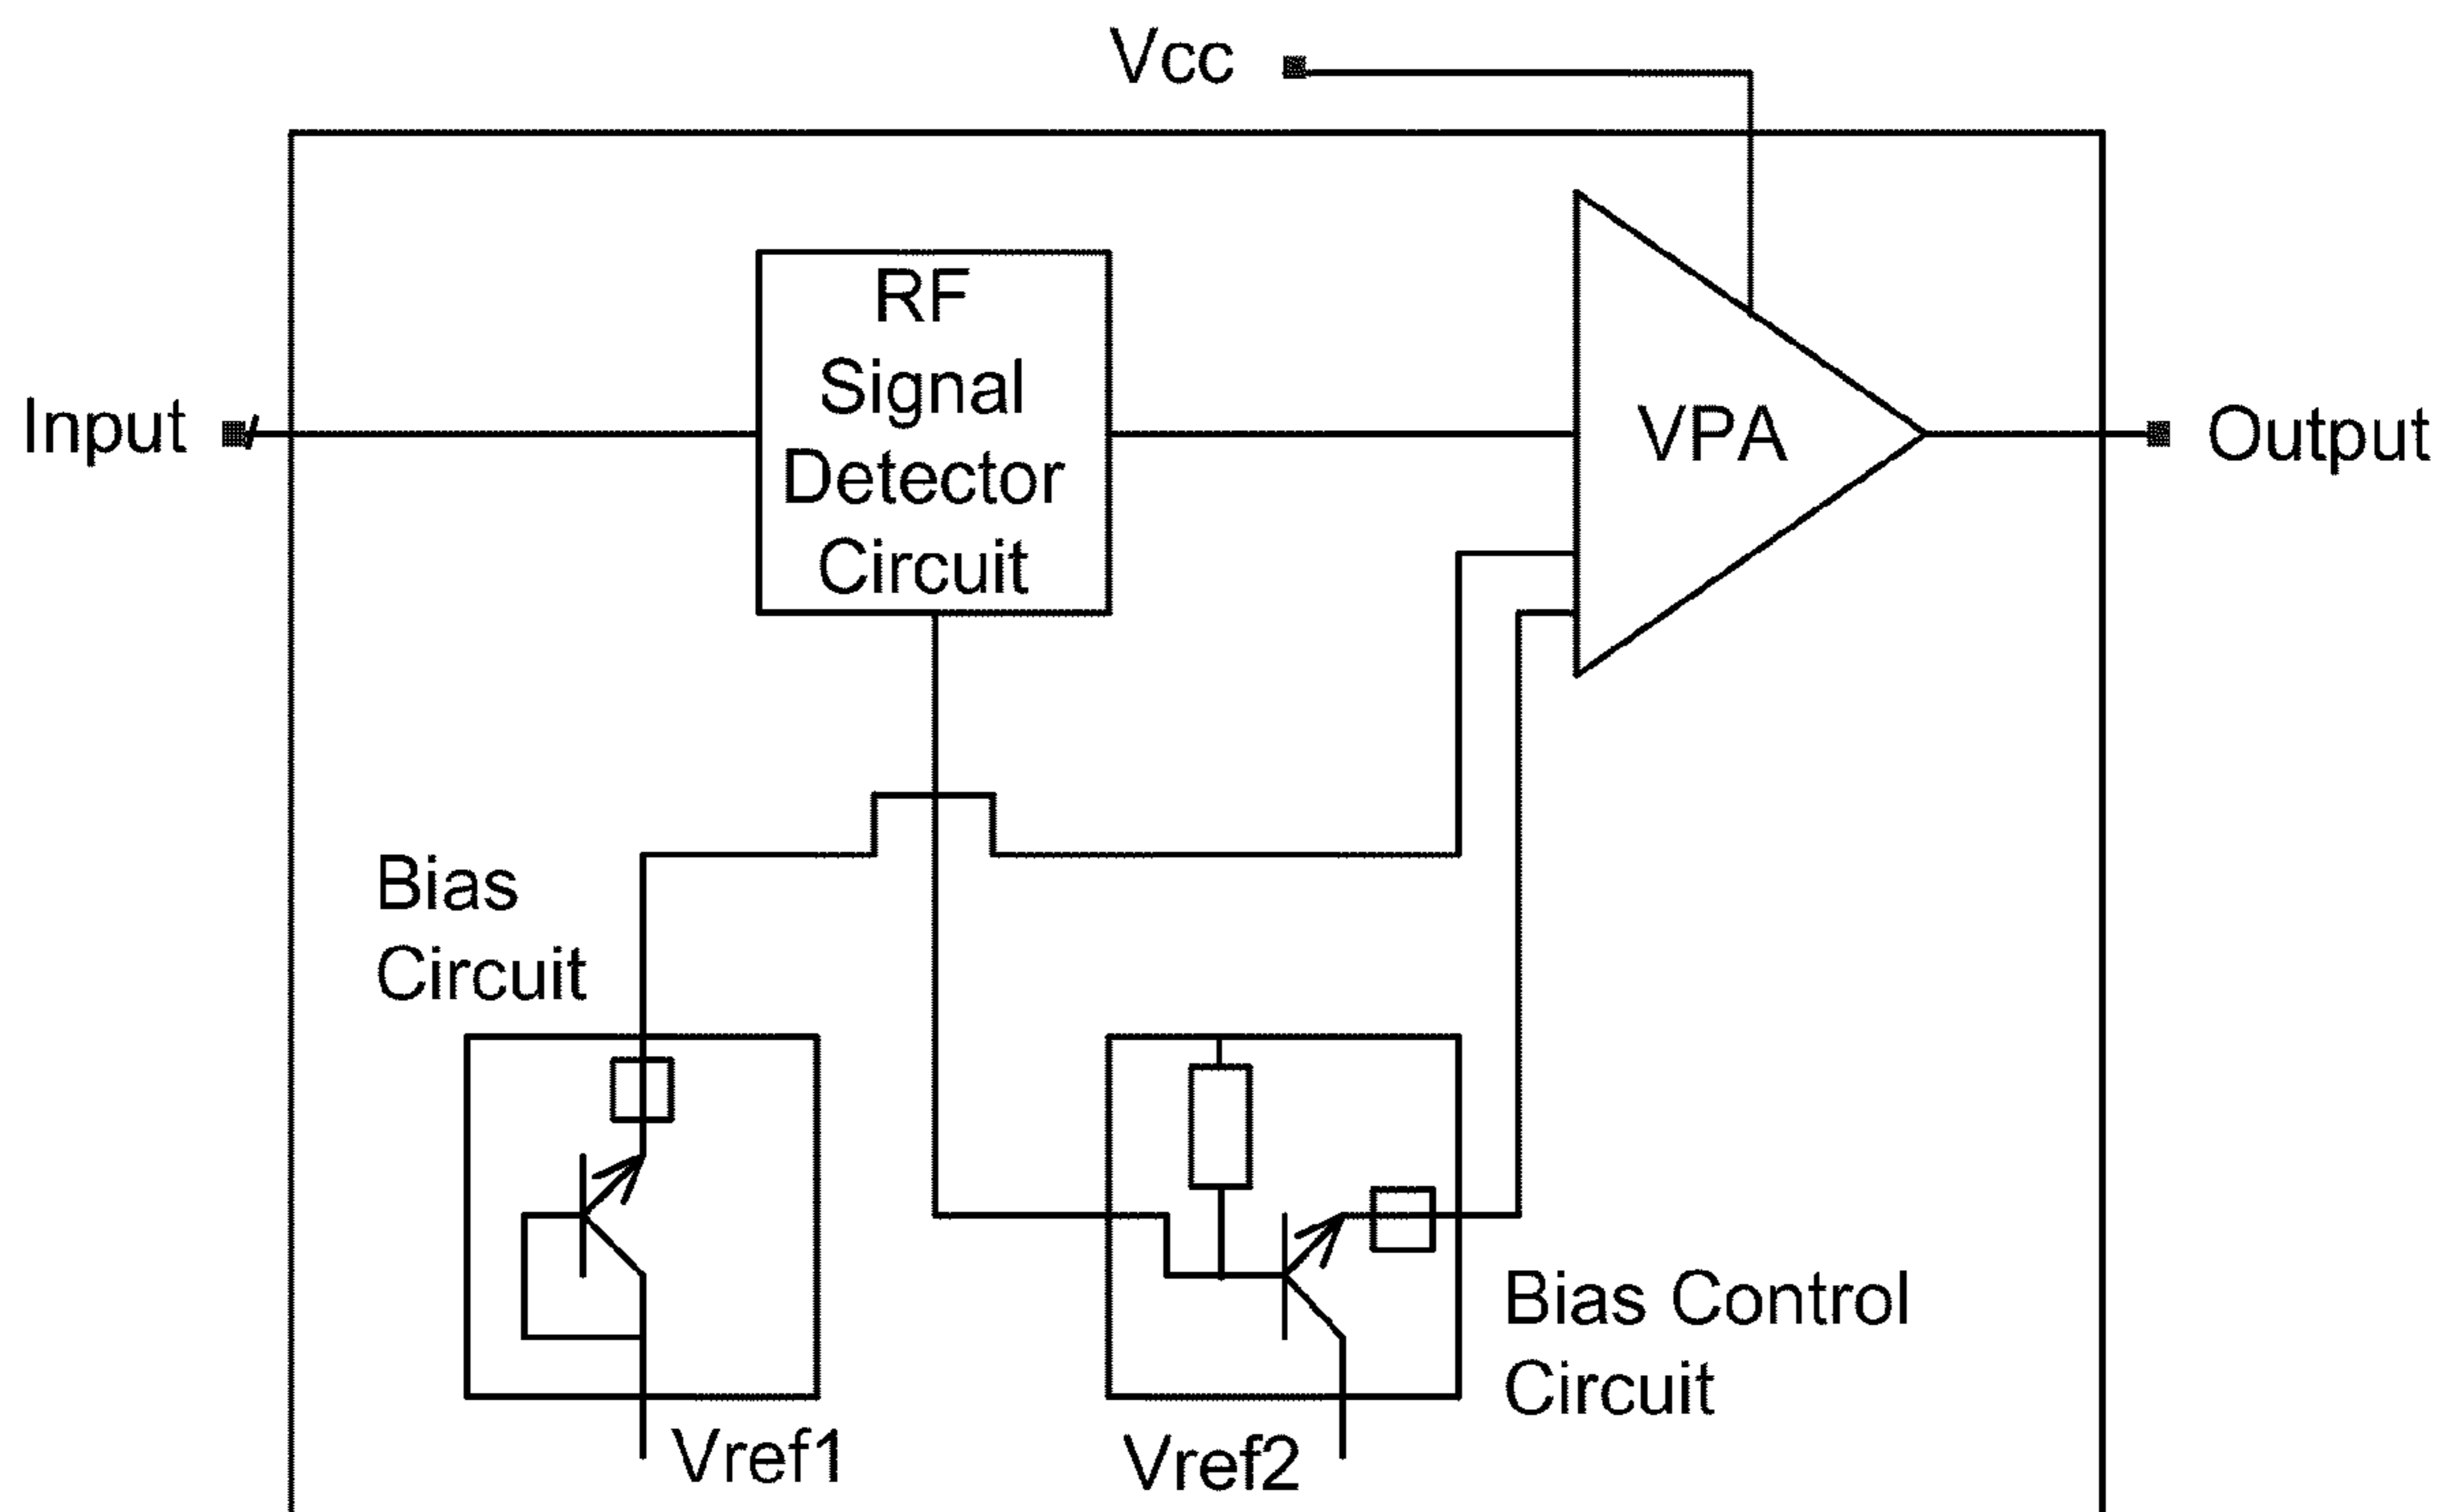 Vcc
RF
Signal
Detector
Circuit
Input
VPA
Output
Bias
Circuit
Bias Control
Circuit
Vref1
Vref2